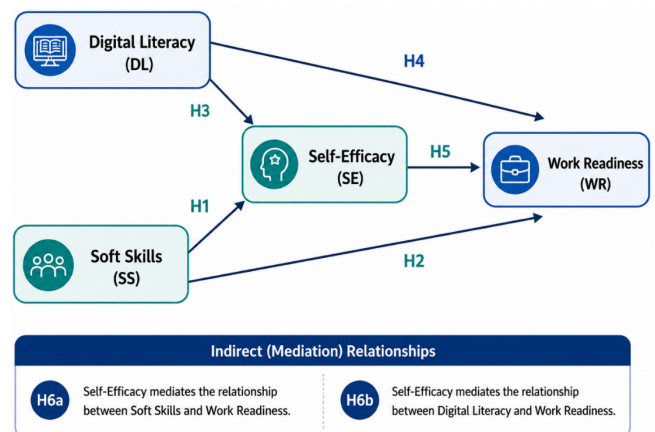 Digital Literacy
(DL)
H4
H3
Self-Efficacy
(SE)
H5
Work Readiness
(WR)
H1
Soft Skills
(SS)
H2
Indirect (Mediation) Relationships
H6a
Self-Efficacy mediates the relationship
between Soft Skills and Work Readiness.
H6b
Self-Efficacy mediates the relationship
between Digital Literacy and Work Readiness.